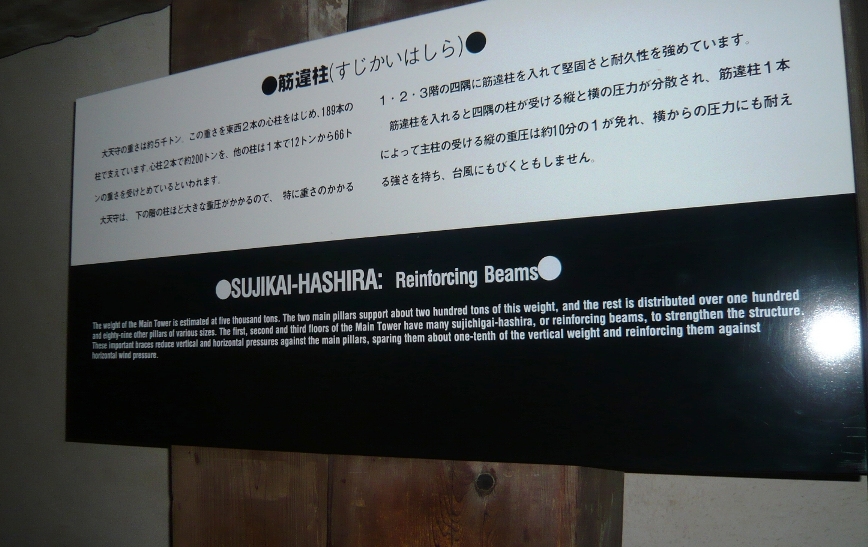 ●筋違柱(すじかいはしら)●
大天守の重さは約5千トン、この重さを東西2本の心柱をはじめ、189本の
柱で支えています。心柱2本で約200トンを、他の柱は1本で12トンから66ト
ンの重さを受けとめているといわれます。
大天守は、下の階の柱ほど大きな重圧がかかるので、特に重さのかかる
1・2・3階の四隅に筋違柱を入れて堅固さと耐久性を強めています。
筋違柱を入れると四隅の柱が受ける縦と横の圧力が分散され、筋違柱1本
によって主柱の受ける縦の重圧は約10分の1が免れ、横からの圧力にも耐え
る強さを持ち、台風にもびくともしません。
●SUJIKAI-HASHIRA: Reinforcing Beams●
The weight of the Main Tower is estimated at five thousand tons. The two main pillars support about two hundred tons of this weight, and the rest is distributed over one hundred
and eighty-nine other pillars of various sizes. The first, second and third floors of the Main Tower have many sujichigai-hashira, or reinforcing beams, to strengthen the structure.
These important braces reduce vertical and horizontal pressures against the main pillars, sparing them about one-tenth of the vertical weight and reinforcing them against
horizontal wind pressure.